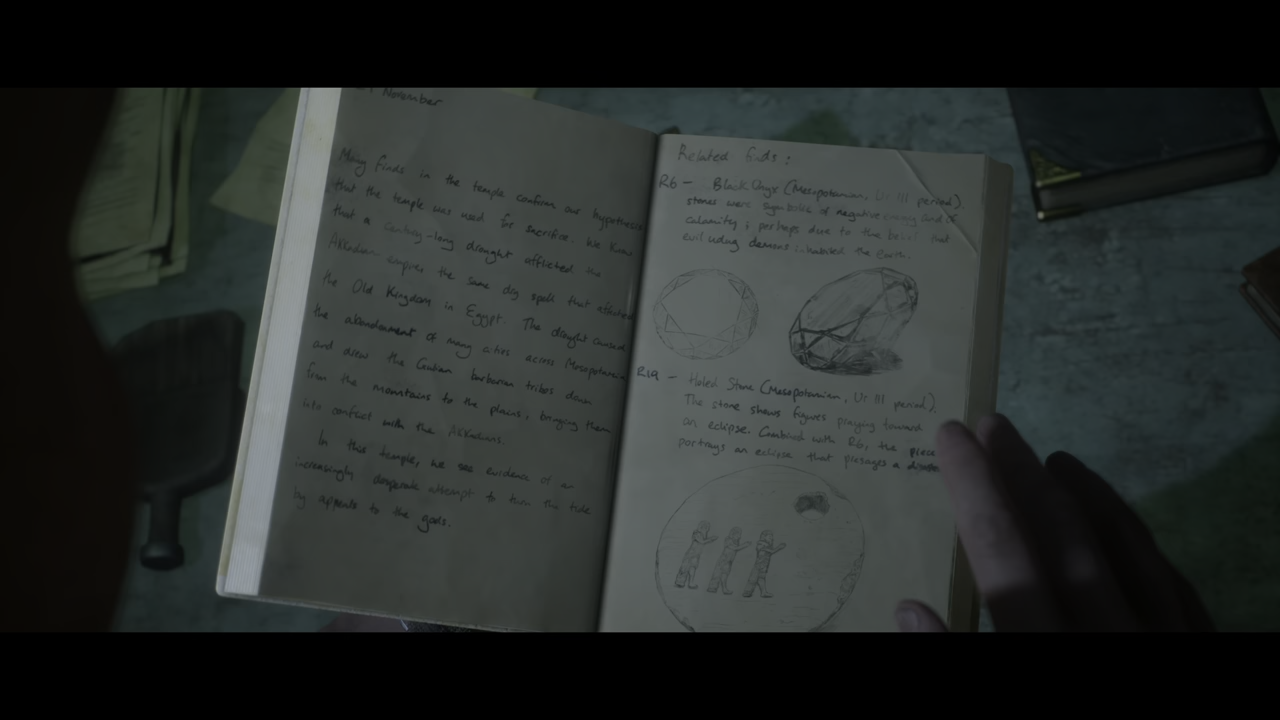 November
Many finds in the temple confirm our hypothesis
that the temple was used for sacrifice. We know
that a century-long drought afflicted the
Akkadian empire the same dry spell that affected
the Old Kingdom in Egypt. The drought caused
the abandonment of many cities across Mesopotamia
and drew the Gutian barbarian tribes down
from the mountains to the plains, bringing them
into conflict with the Akkadians.
In this temple, we see evidence of an
increasingly desperate attempt to turn the tide
by appeals to the gods.
Related finds:
R6 - Black Onyx (Mesopotamian, Ur III period).
stones were symbolic of negative energy and of
calamity; perhaps due to the belief that
evil udug demons inhabited the Earth.
R19 - Holed Stone (Mesopotamian, Ur III period).
The stone shows figures praying toward
an eclipse. Combined with R6, the piece
portrays an eclipse that presages a disaster